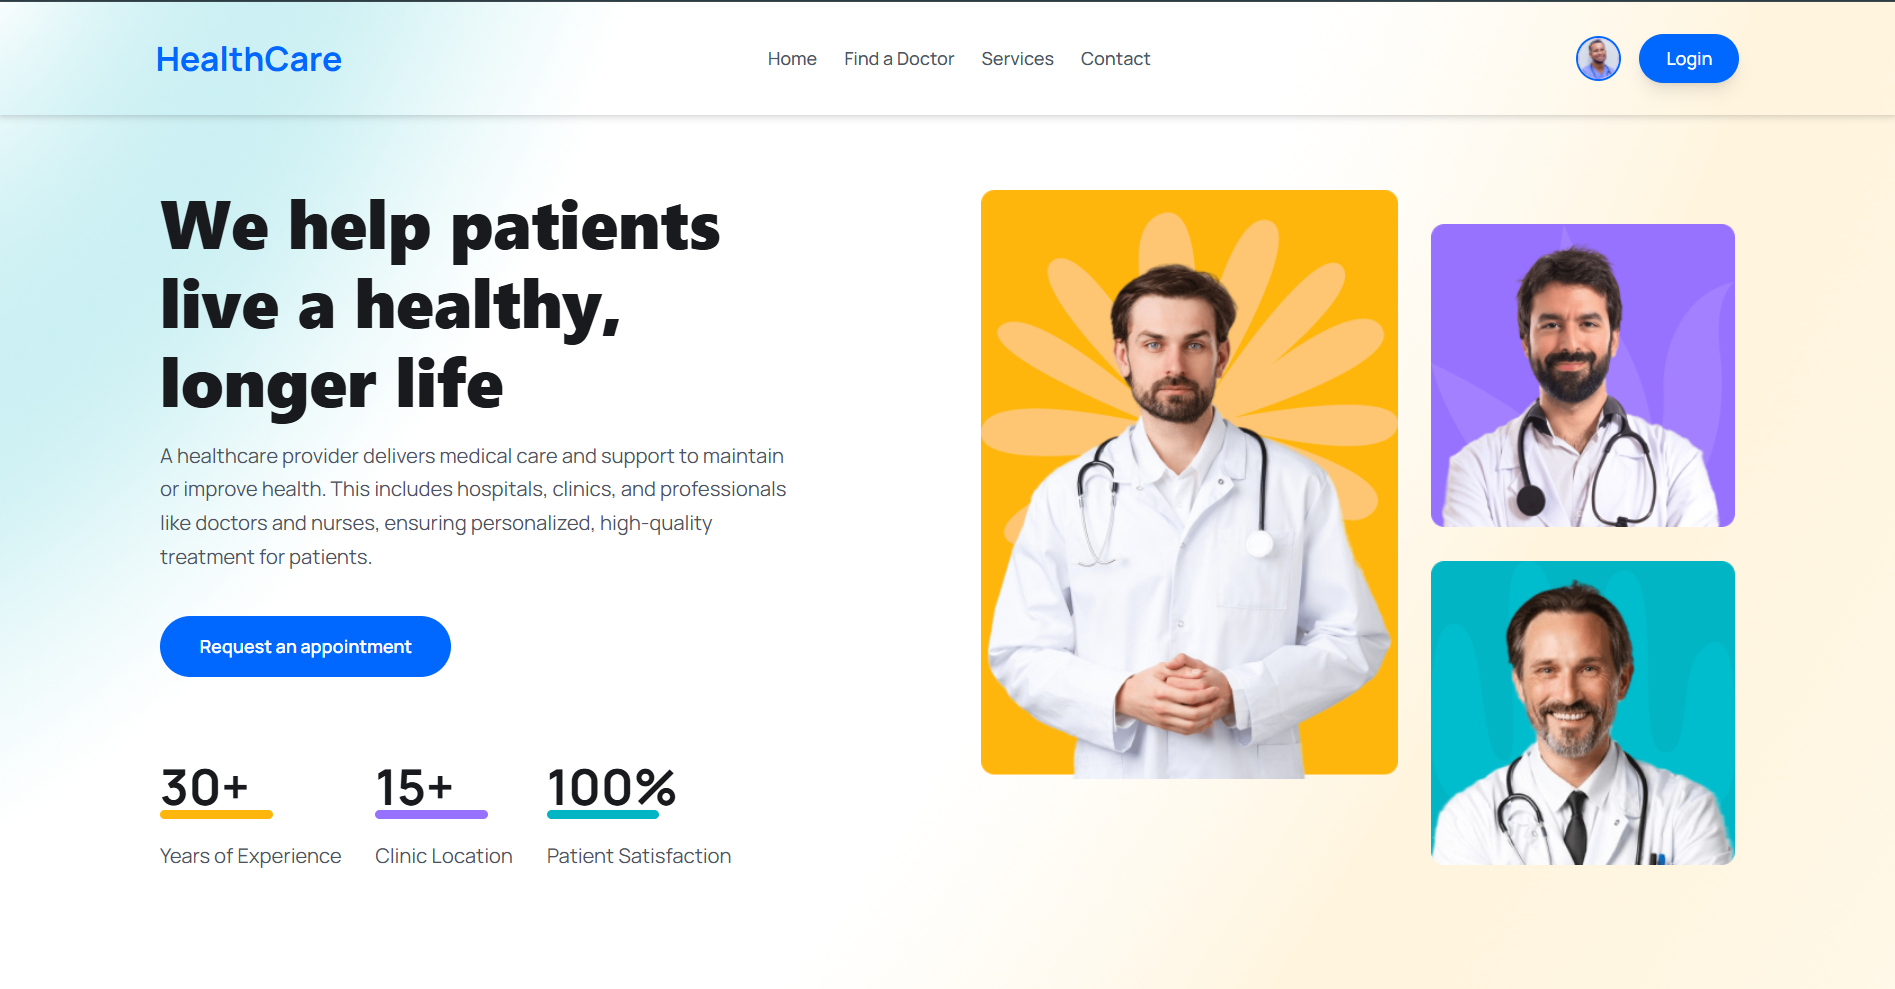 HealthCare
Home
Find a Doctor
Services
Contact
Login
We help patients
live a healthy,
longer life
A healthcare provider delivers medical care and support to maintain
or improve health. This includes hospitals, clinics, and professionals
like doctors and nurses, ensuring personalized, high-quality
treatment for patients.
Request an appointment
30+
Years of Experience
15+
Clinic Location
100%
Patient Satisfaction